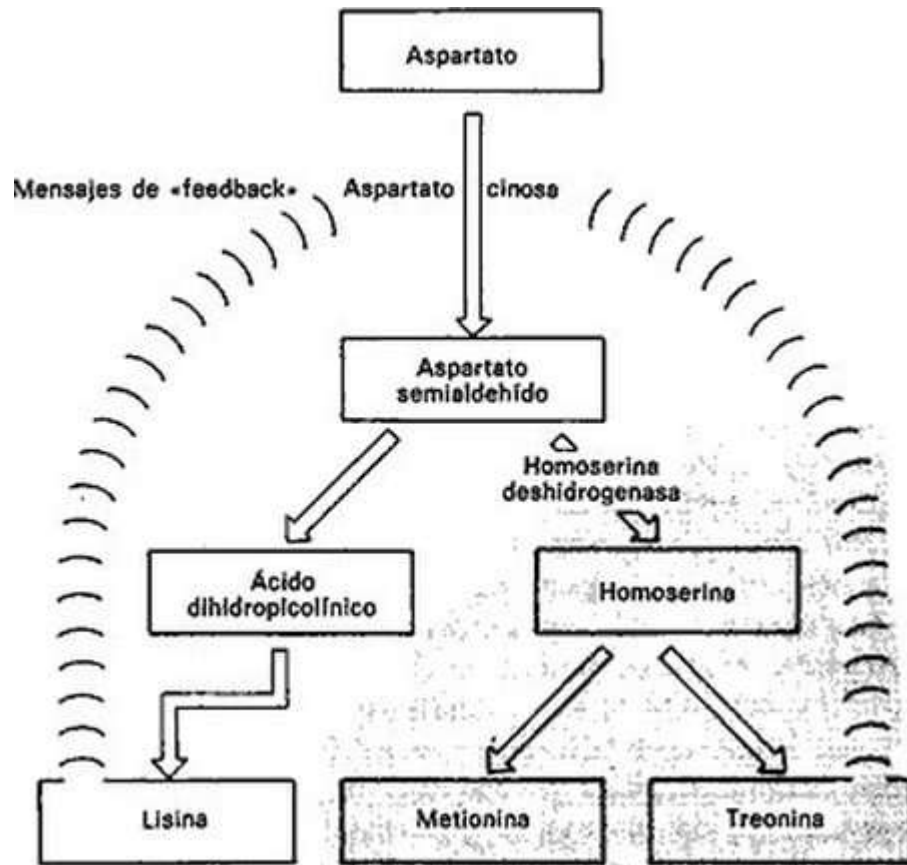 Aspartato
Mensajes de «feedback»
Aspartato cinosa
Aspartato
semialdehído
Homoserina
deshidrogenasa
Ácido
dihidropicolínico
Homoserina
Lisina
Metionina
Treonina